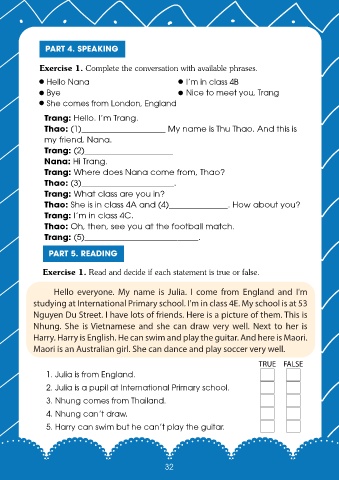 PART 4. SPEAKING
Exercise 1. Complete the conversation with available phrases.
● Hello Nana ● I'm in class 4B
● Bye ● Nice to meet you, Trang
● She comes from London, England
Trang: Hello. I'm Trang.
Thao: (1)___________________ My name is Thu Thao. And this is
my friend, Nana.
Trang: (2)____________________
Nana: Hi Trang.
Trang: Where does Nana come from, Thao?
Thao: (3)_____________________.
Trang: What class are you in?
Thao: She is in class 4A and (4)_____________. How about you?
Trang: I'm in class 4C.
Thao: Oh, then, see you at the football match.
Trang: (5)__________________________.
PART 5. READING
Exercise 1. Read and decide if each statement is true or false.
Hello everyone. My name is Julia. I come from England and I'm
studying at International Primary school. I'm in class 4E. My school is at 53
Nguyen Du Street. I have lots of friends. Here is a picture of them. This is
Nhung. She is Vietnamese and she can draw very well. Next to her is
Harry. Harry is English. He can swim and play the guitar. And here is Maori.
Maori is an Australian girl. She can dance and play soccer very well.
TRUE FALSE
1. Julia is from England.
2. Julia is a pupil at International Primary school.
3. Nhung comes from Thailand.
4. Nhung can't draw.
5. Harry can swim but he can't play the guitar.
32